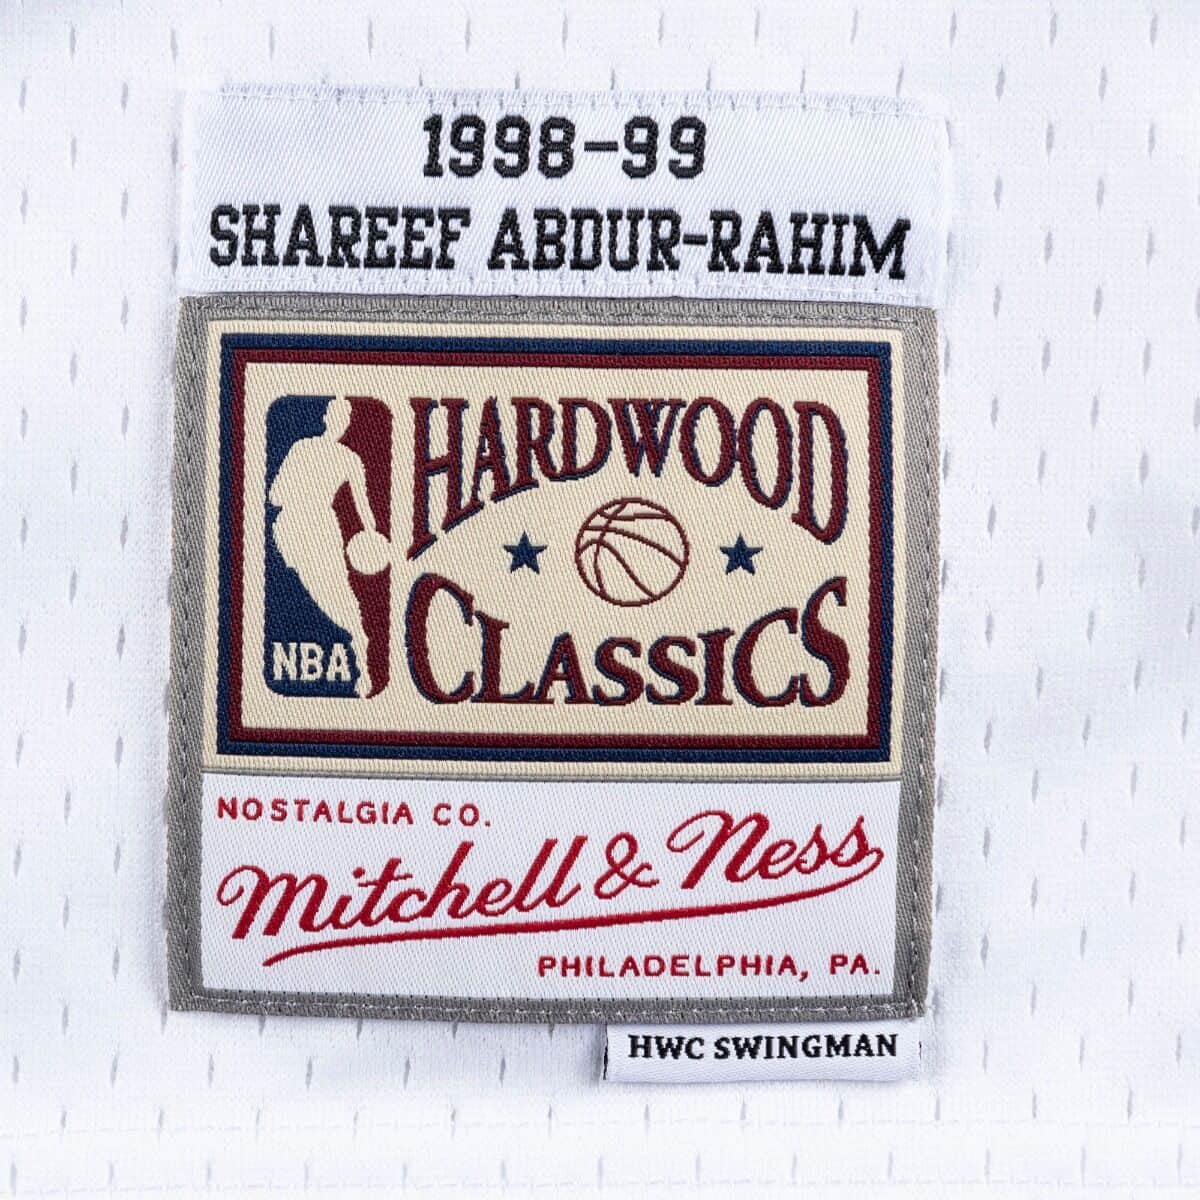 1998-99
SHAREEF ABDUR-RAHIM
HARDWOOD
CLASSICS
NBA
NOSTALGIA CO.
Mitchell & Ness
PHILADELPHIA, PA.
HWC SWINGMAN